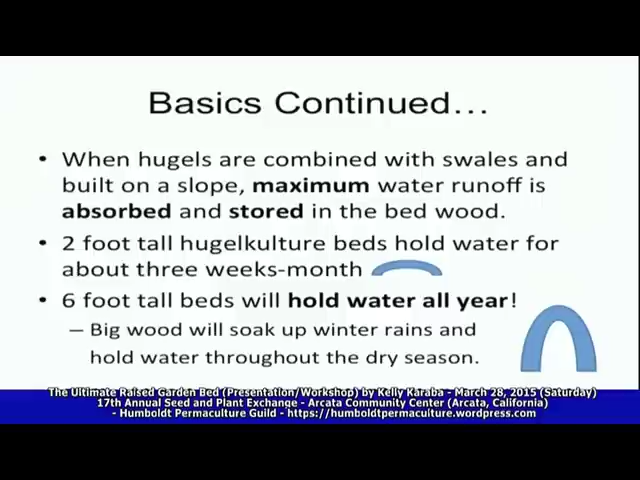 Basics Continued...
• When hugels are combined with swales and
built on a slope, maximum water runoff is
absorbed and stored in the bed wood.
• 2 foot tall hugelkulture beds hold water for
about three weeks-month
• 6 foot tall beds will hold water all year!
– Big wood will soak up winter rains and
hold water throughout the dry season.
The Ultimate Raised Garden Bed (Presentation/Workshop) by Kelly Karaba - March 28, 2015 (Saturday)
17th Annual Seed and Plant Exchange - Arcata Community Center (Arcata, California)
- Humboldt Permaculture Guild - https://humboldtpermaculture.wordpress.com